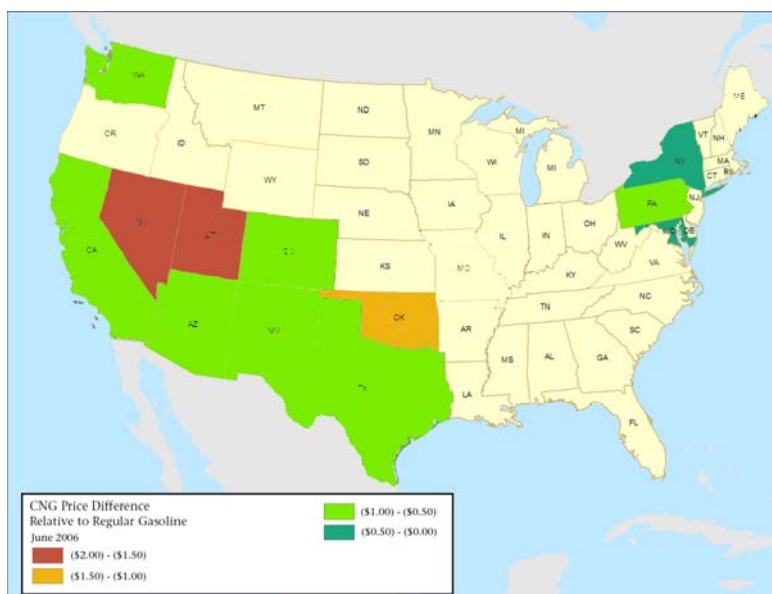 WA
MT
ND
MN
ME
OR
ID
SD
WI
MI
MI
VT
NH
NY
MA
CT
RI
WY
NE
IA
PA
NJ
NV
UT
CO
KS
MO
IL
IN
OH
WV
MD
DE
VA
CA
KY
AZ
NM
OK
AR
TN
NC
SC
TX
LA
MS
AL
GA
FL
CNG Price Difference
Relative to Regular Gasoline
June 2006
($2.00) - ($1.50)
($1.50) - ($1.00)
($1.00) - ($0.50)
($0.50) - ($0.00)